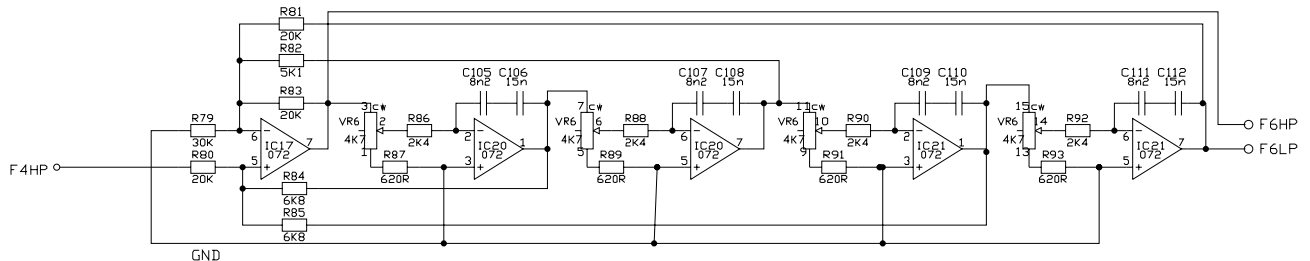 R81
20K
R82
5K1
R83
20K
R79
30K
R80
20K
R84
6K8
R85
6K8
F4HP
GND
6
5
7
IC17
072
3
cw
2
VR6
4K7
1
R86
2K4
R87
620R
C105
8n2
C106
15n
2
3
1
IC20
072
7
cw
6
VR6
4K7
5
R88
2K4
R89
620R
C107
8n2
C108
15n
6
5
7
IC20
072
11
cw
10
VR6
4K7
9
R90
2K4
R91
620R
C109
8n2
C110
15n
2
3
1
IC21
072
15
cw
14
VR6
4K7
13
R92
2K4
R93
620R
C111
8n2
C112
15n
6
5
7
IC21
072
F6HP
F6LP